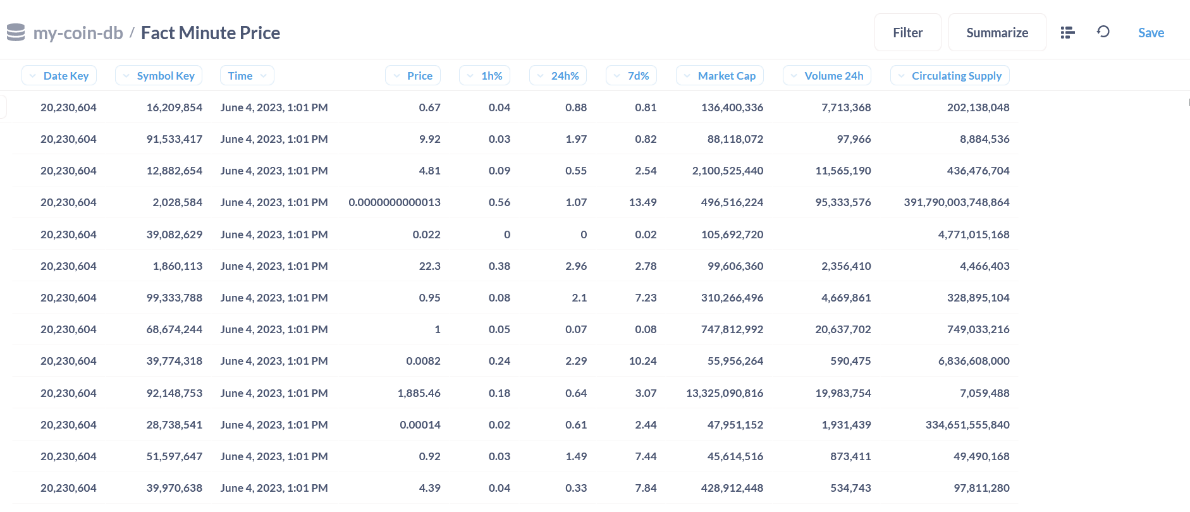 my-coin-db / Fact Minute Price Filter Summarize Save
Date Key Symbol Key Time Price 1h% 24h% 7d% Market Cap Volume 24h Circulating Supply
20,230,604 16,209,854 June 4, 2023, 1:01 PM 0.67 0.04 0.88 0.81 136,400,336 7,713,368 202,138,048
20,230,604 91,533,417 June 4, 2023, 1:01 PM 9.92 0.03 1.97 0.82 88,118,072 97,966 8,884,536
20,230,604 12,882,654 June 4, 2023, 1:01 PM 4.81 0.09 0.55 2.54 2,100,525,440 11,565,190 436,476,704
20,230,604 2,028,584 June 4, 2023, 1:01 PM 0.0000000000013 0.56 1.07 13.49 496,516,224 95,333,576 391,790,003,748,864
20,230,604 39,082,629 June 4, 2023, 1:01 PM 0.022 0 0 0.02 105,692,720 4,771,015,168
20,230,604 1,860,113 June 4, 2023, 1:01 PM 22.3 0.38 2.96 2.78 99,606,360 2,356,410 4,466,403
20,230,604 99,333,788 June 4, 2023, 1:01 PM 0.95 0.08 2.1 7.23 310,266,496 4,669,861 328,895,104
20,230,604 68,674,244 June 4, 2023, 1:01 PM 1 0.05 0.07 0.08 747,812,992 20,637,702 749,033,216
20,230,604 39,774,318 June 4, 2023, 1:01 PM 0.0082 0.24 2.29 10.24 55,956,264 590,475 6,836,608,000
20,230,604 92,148,753 June 4, 2023, 1:01 PM 1,885.46 0.18 0.64 3.07 13,325,090,816 19,983,754 7,059,488
20,230,604 28,738,541 June 4, 2023, 1:01 PM 0.00014 0.02 0.61 2.44 47,951,152 1,931,439 334,651,555,840
20,230,604 51,597,647 June 4, 2023, 1:01 PM 0.92 0.03 1.49 7.44 45,614,516 873,411 49,490,168
20,230,604 39,970,638 June 4, 2023, 1:01 PM 4.39 0.04 0.33 7.84 428,912,448 534,743 97,811,280